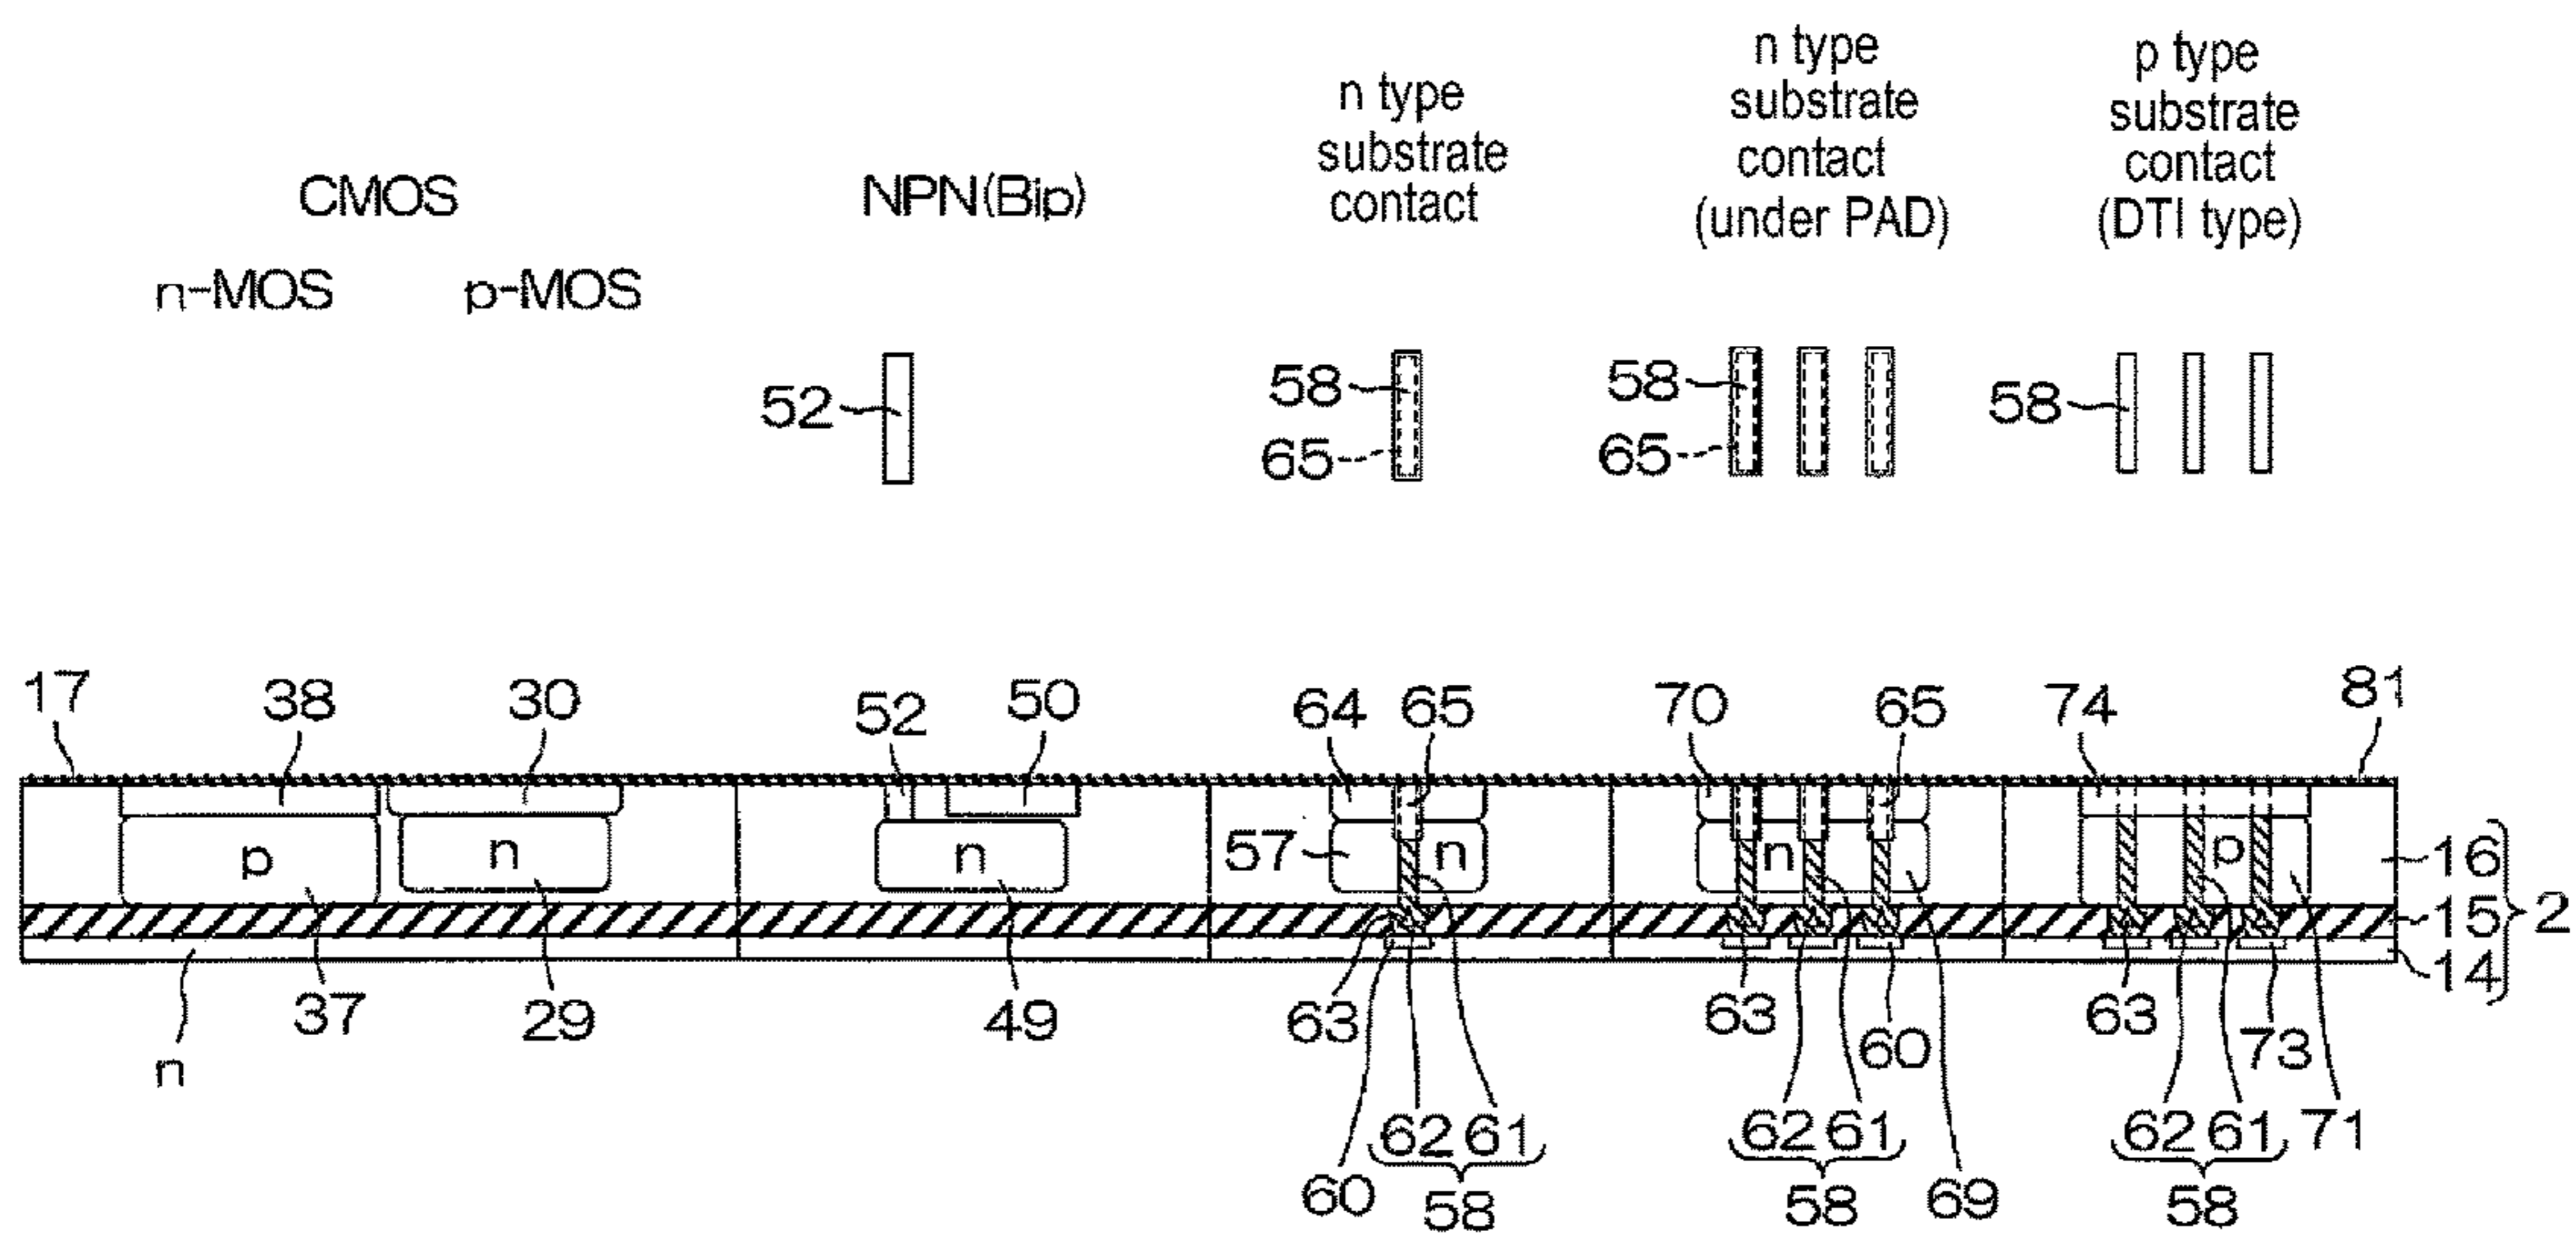 CMOS
n-MOS p-MOS
NPN(Bip)
n type
substrate
contact
n type
substrate
contact
(under PAD)
p type
substrate
contact
(DTI type)
52
58
65
58
65
58
17 38 30 52 50 64 65 70 65 74 81
p n n 57 n n p 16
15 2
14
n 37 29 49 63 63 60 63 73
60 62 61 62 61 69 62 61 71
58 58 58